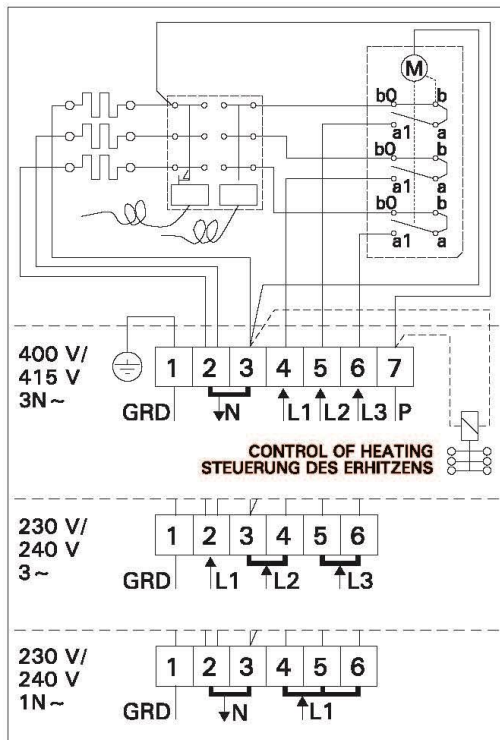 M
b0 b
a1 a
b0 b
a1 a
b0 b
a1 a
400 V/
415 V
3N~
1 2 3 4 5 6 7
GRD N L1 L2 L3 P
CONTROL OF HEATING
STEUERUNG DES ERHITZENS
230 V/
240 V
3~
1 2 3 4 5 6
GRD L1 L2 L3
230 V/
240 V
1N~
1 2 3 4 5 6
GRD N L1